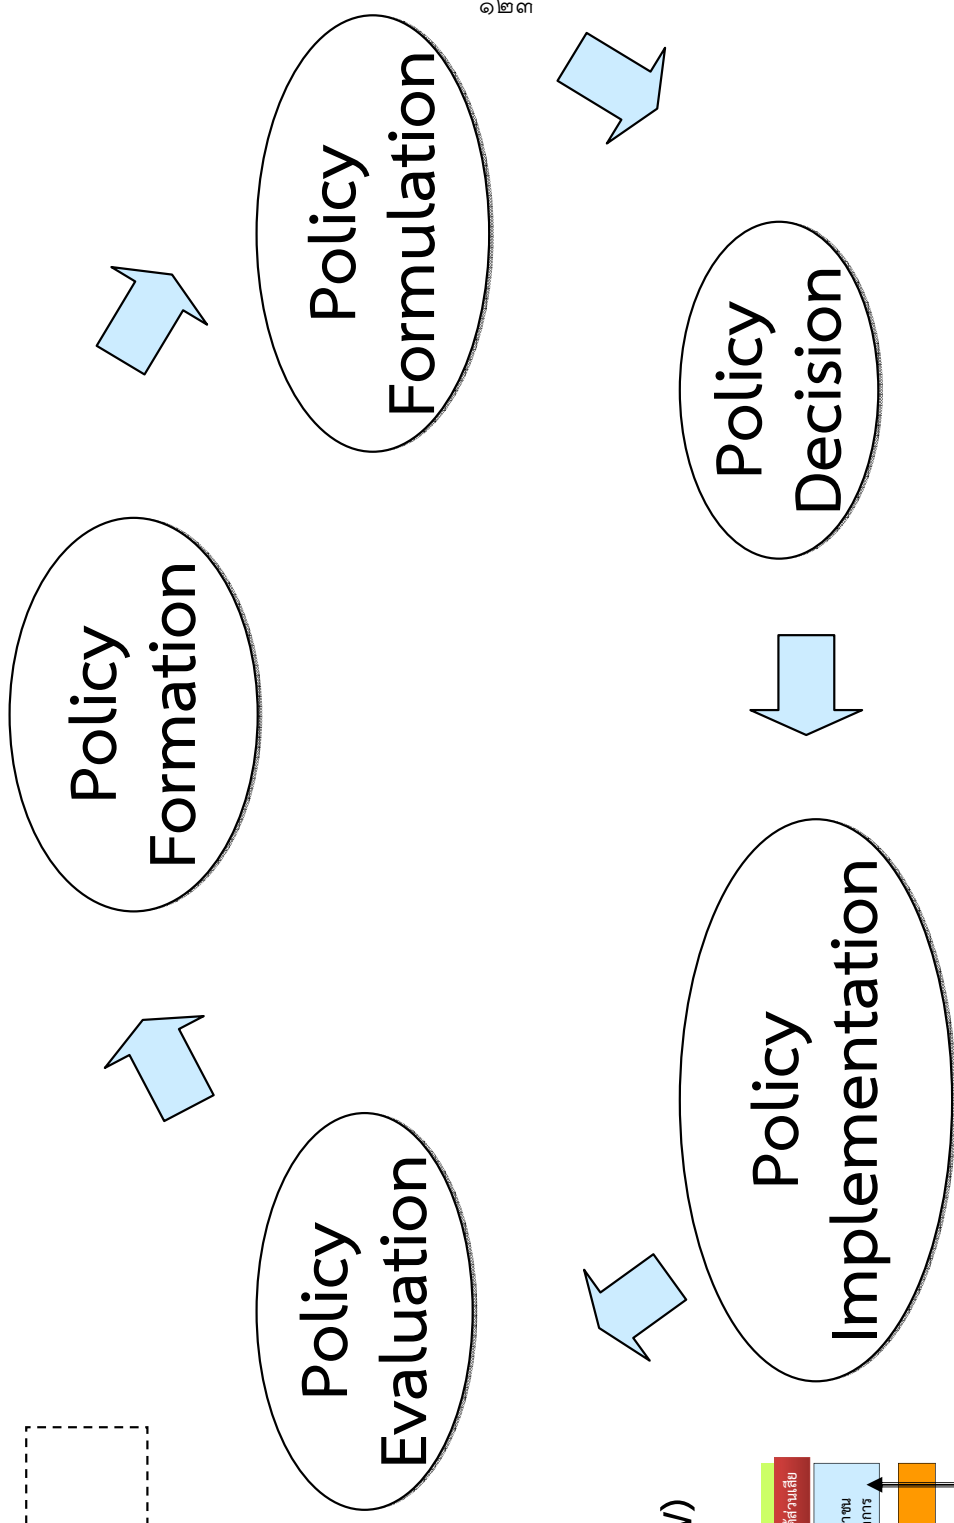 ๑๒๓
Policy
Formation
Policy
Formulation
Policy
Decision
Policy
Implementation
Policy
Evaluation